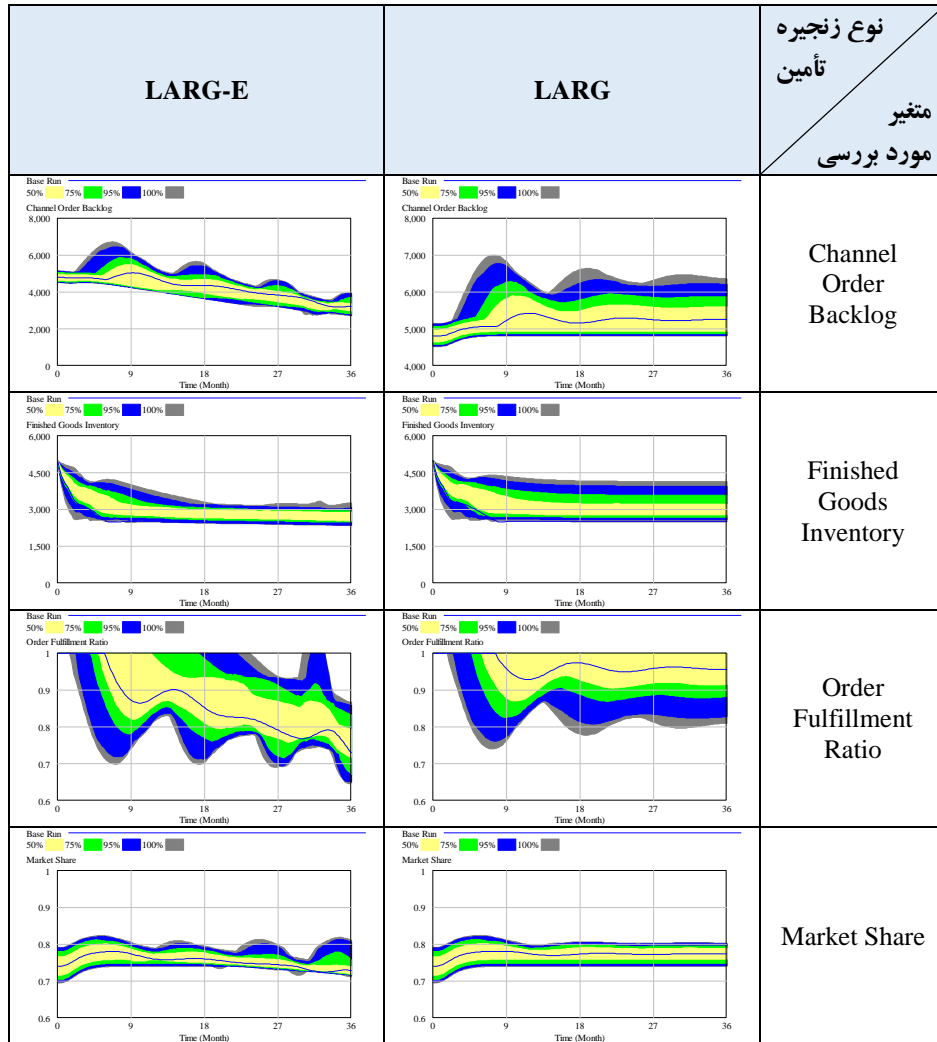 نوع زنجیره
تأمین
متغیر
مورد بررسی
LARG
LARG-E
Channel
Order
Backlog
Base Run
50% 75% 95% 100%
Channel Order Backlog
8,000
6,000
4,000
2,000
0
0 9 18 27 36
Time (Month)
Base Run
50% 75% 95% 100%
Channel Order Backlog
8,000
7,000
6,000
5,000
4,000
0 9 18 27 36
Time (Month)
Finished
Goods
Inventory
Base Run
50% 75% 95% 100%
Finished Goods Inventory
6,000
4,500
3,000
1,500
0
0 9 18 27 36
Time (Month)
Base Run
50% 75% 95% 100%
Finished Goods Inventory
6,000
4,500
3,000
1,500
0
0 9 18 27 36
Time (Month)
Order
Fulfillment
Ratio
Base Run
50% 75% 95% 100%
Order Fulfillment Ratio
1
0.9
0.8
0.7
0.6
0 9 18 27 36
Time (Month)
Base Run
50% 75% 95% 100%
Order Fulfillment Ratio
1
0.9
0.8
0.7
0.6
0 9 18 27 36
Time (Month)
Market Share
Base Run
50% 75% 95% 100%
Market Share
1
0.9
0.8
0.7
0.6
0 9 18 27 36
Time (Month)
Base Run
50% 75% 95% 100%
Market Share
1
0.9
0.8
0.7
0.6
0 9 18 27 36
Time (Month)